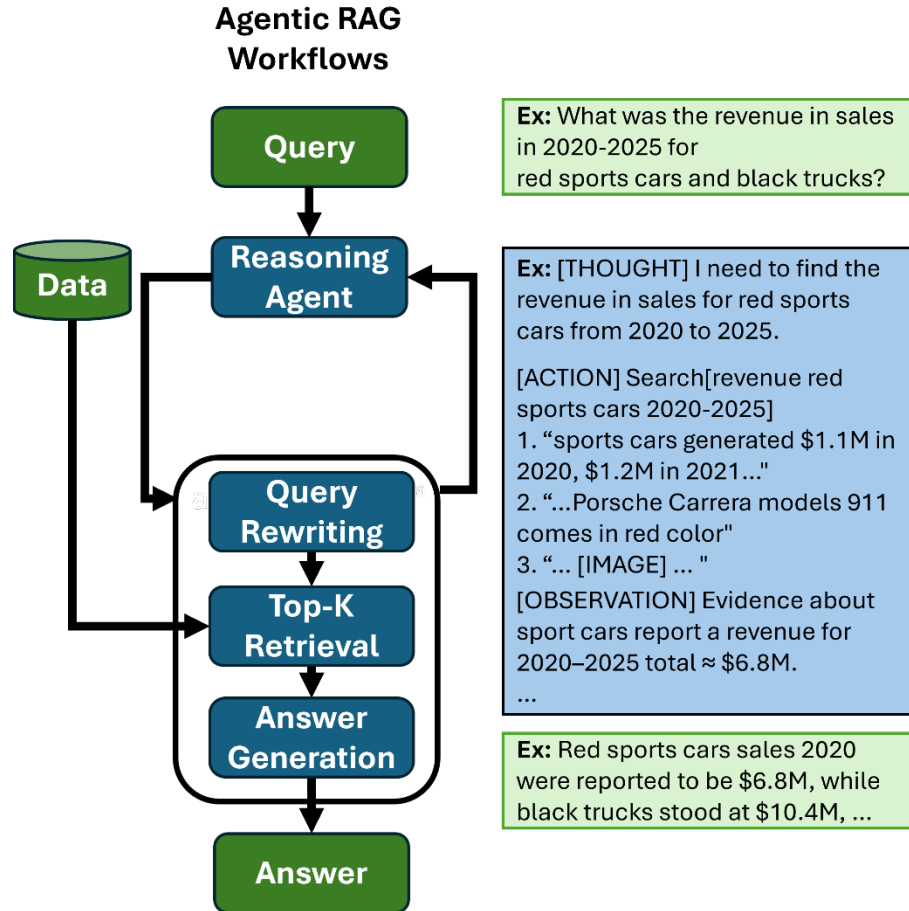 Agentic RAG
Workflows
Query
Ex: What was the revenue in sales
in 2020-2025 for
red sports cars and black trucks?
Data
Reasoning
Agent
Ex: [THOUGHT] I need to find the
revenue in sales for red sports
cars from 2020 to 2025.
[ACTION] Search[revenue red
sports cars 2020-2025]
1. “sports cars generated $1.1M in
2020, $1.2M in 2021..."
2. “...Porsche Carrera models 911
comes in red color"
3. “... [IMAGE] ... "
[OBSERVATION] Evidence about
sport cars report a revenue for
2020–2025 total ≈ $6.8M.
...
Query
Rewriting
Top-K
Retrieval
Answer
Generation
Ex: Red sports cars sales 2020
were reported to be $6.8M, while
black trucks stood at $10.4M, ...
Answer